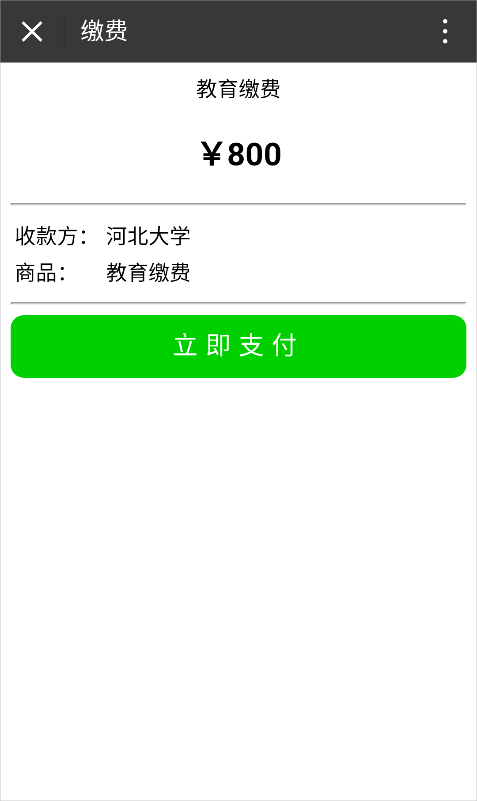 缴费
教育缴费
￥800
收款方： 河北大学
商品： 教育缴费
立即支付